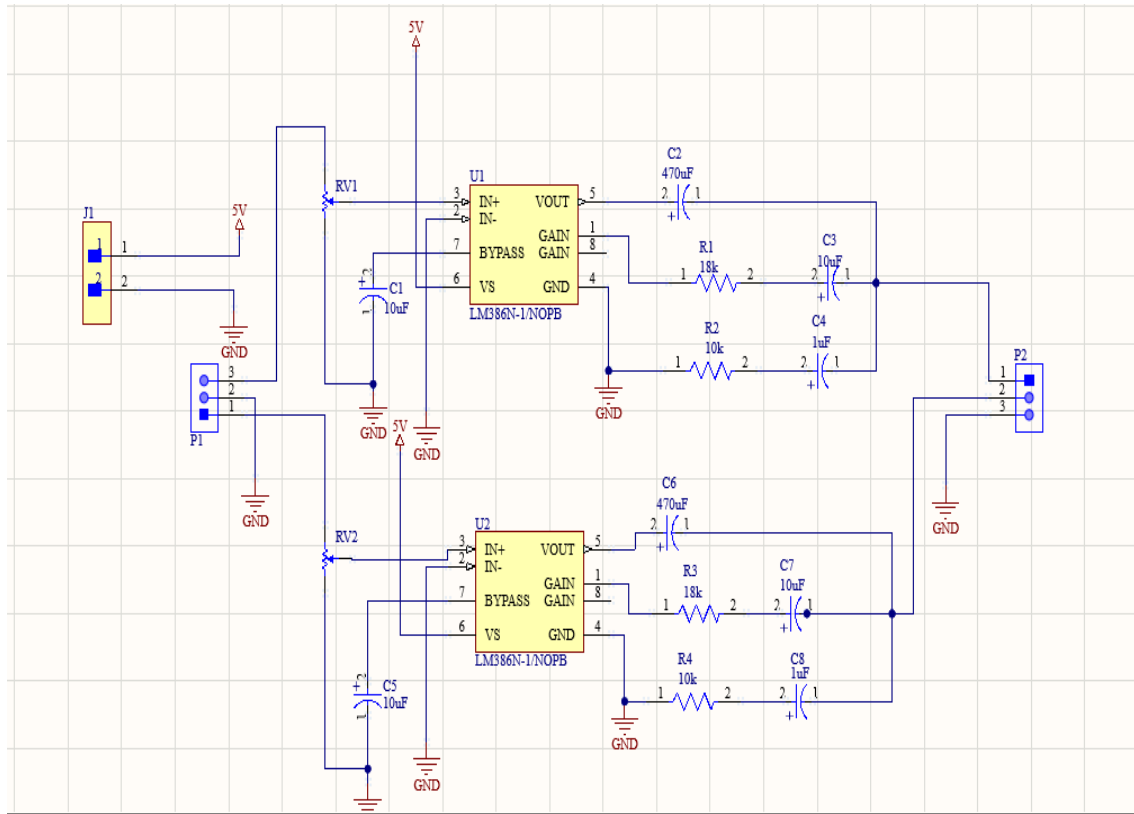 5V
J1
1
1
2
2
5V
GND
P1
3
2
1
GND
RV1
2
C1
10uF
1
GND
U1
3
IN+
2
IN-
7
BYPASS
6
VS
VOUT
5
GAIN
1
GAIN
8
GND
4
LM386N-1/NOPB
GND
C2
470uF
2
1
R1
18k
1
2
C3
10uF
2
1
R2
10k
1
2
C4
1uF
2
1
GND
P2
1
2
3
GND
5V
RV2
2
C5
10uF
1
U2
3
IN+
2
IN-
7
BYPASS
6
VS
VOUT
5
GAIN
1
GAIN
8
GND
4
LM386N-1/NOPB
GND
C6
470uF
2
1
R3
18k
1
2
C7
10uF
2
1
R4
10k
1
2
C8
1uF
2
1
GND